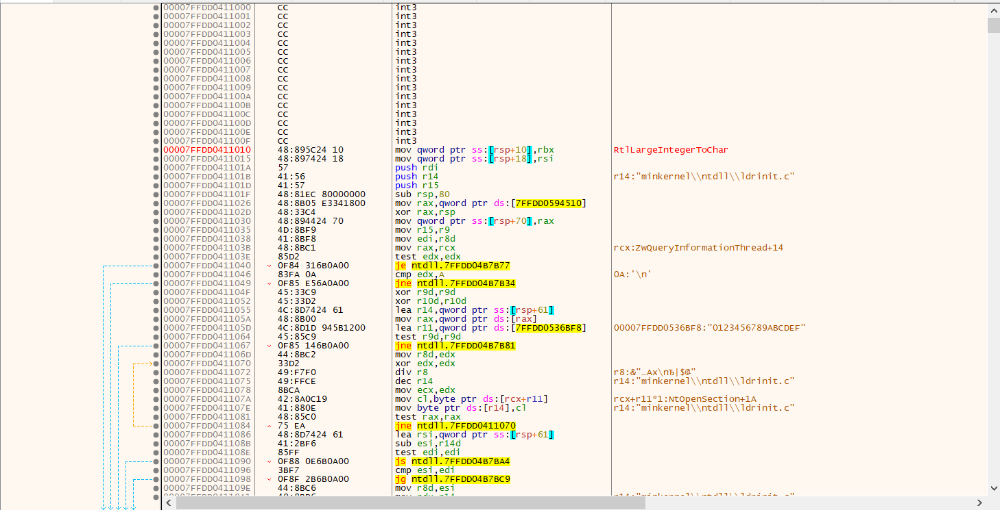 00007FFDD0411000 CC int3
00007FFDD0411001 CC int3
00007FFDD0411002 CC int3
00007FFDD0411003 CC int3
00007FFDD0411004 CC int3
00007FFDD0411005 CC int3
00007FFDD0411006 CC int3
00007FFDD0411007 CC int3
00007FFDD0411008 CC int3
00007FFDD0411009 CC int3
00007FFDD041100A CC int3
00007FFDD041100B CC int3
00007FFDD041100C CC int3
00007FFDD041100D CC int3
00007FFDD041100E CC int3
00007FFDD041100F CC int3
00007FFDD0411010 48:895C24 10 mov qword ptr ss:[rsp+10],rbx RtlLargeIntegerToChar
00007FFDD0411015 48:897424 18 mov qword ptr ss:[rsp+18],rsi
00007FFDD041101A 57 push rdi
00007FFDD041101B 41:56 push r14 r14:"minkernel\\ntdll\\ldrinit.c"
00007FFDD041101D 41:57 push r15
00007FFDD041101F 48:81EC 80000000 sub rsp,80
00007FFDD0411026 48:8B05 E3341800 mov rax,qword ptr ds:[7FFDD0594510]
00007FFDD041102D 48:33C4 xor rax,rsp
00007FFDD0411030 48:894424 70 mov qword ptr ss:[rsp+70],rax
00007FFDD0411035 4D:8BF9 mov r15,r9
00007FFDD0411038 41:8BF8 mov edi,r8d
00007FFDD041103B 48:8BC1 mov rax,rcx rcx:ZwQueryInformationThread+14
00007FFDD041103E 85D2 test edx,edx
00007FFDD0411040 0F84 316B0A00 je ntdll.7FFDD04B7B77
00007FFDD0411046 83FA 0A cmp edx,A 0A:'\n'
00007FFDD0411049 0F85 E56A0A00 jne ntdll.7FFDD04B7B34
00007FFDD041104F 45:33C9 xor r9d,r9d
00007FFDD0411052 45:33D2 xor r10d,r10d
00007FFDD0411055 4C:8D7424 61 lea r14,qword ptr ss:[rsp+61]
00007FFDD041105A 48:8B00 mov rax,qword ptr ds:[rax]
00007FFDD041105D 4C:8D1D 945B1200 lea r11,qword ptr ds:[7FFDD0536BF8] 00007FFDD0536BF8:"0123456789ABCDEF"
00007FFDD0411064 45:85C9 test r9d,r9d
00007FFDD0411067 0F85 146B0A00 jne ntdll.7FFDD04B7B81
00007FFDD041106D 44:8BC2 mov r8d,edx
00007FFDD0411070 33D2 xor edx,edx
00007FFDD0411072 49:F7F0 div r8 r8:&"…Ax\nЂ|$@"
00007FFDD0411075 49:FFCE dec r14 r14:"minkernel\\ntdll\\ldrinit.c"
00007FFDD0411078 8BCA mov ecx,edx
00007FFDD041107A 42:8A0C19 mov cl,byte ptr ds:[rcx+r11] rcx+r11*1:NtOpenSection+1A
00007FFDD041107E 41:880E mov byte ptr ds:[r14],cl r14:"minkernel\\ntdll\\ldrinit.c"
00007FFDD0411081 48:85C0 test rax,rax
00007FFDD0411084 75 EA jne ntdll.7FFDD0411070
00007FFDD0411086 48:8D7424 61 lea rsi,qword ptr ss:[rsp+61]
00007FFDD041108B 41:2BF6 sub esi,r14d
00007FFDD041108E 85FF test edi,edi
00007FFDD0411090 0F88 0E6B0A00 js ntdll.7FFDD04B7BA4
00007FFDD0411096 3BF7 cmp esi,edi
00007FFDD0411098 0F8F 2B6B0A00 jg ntdll.7FFDD04B7BC9
00007FFDD041109E 44:8BC6 mov r8d,esi